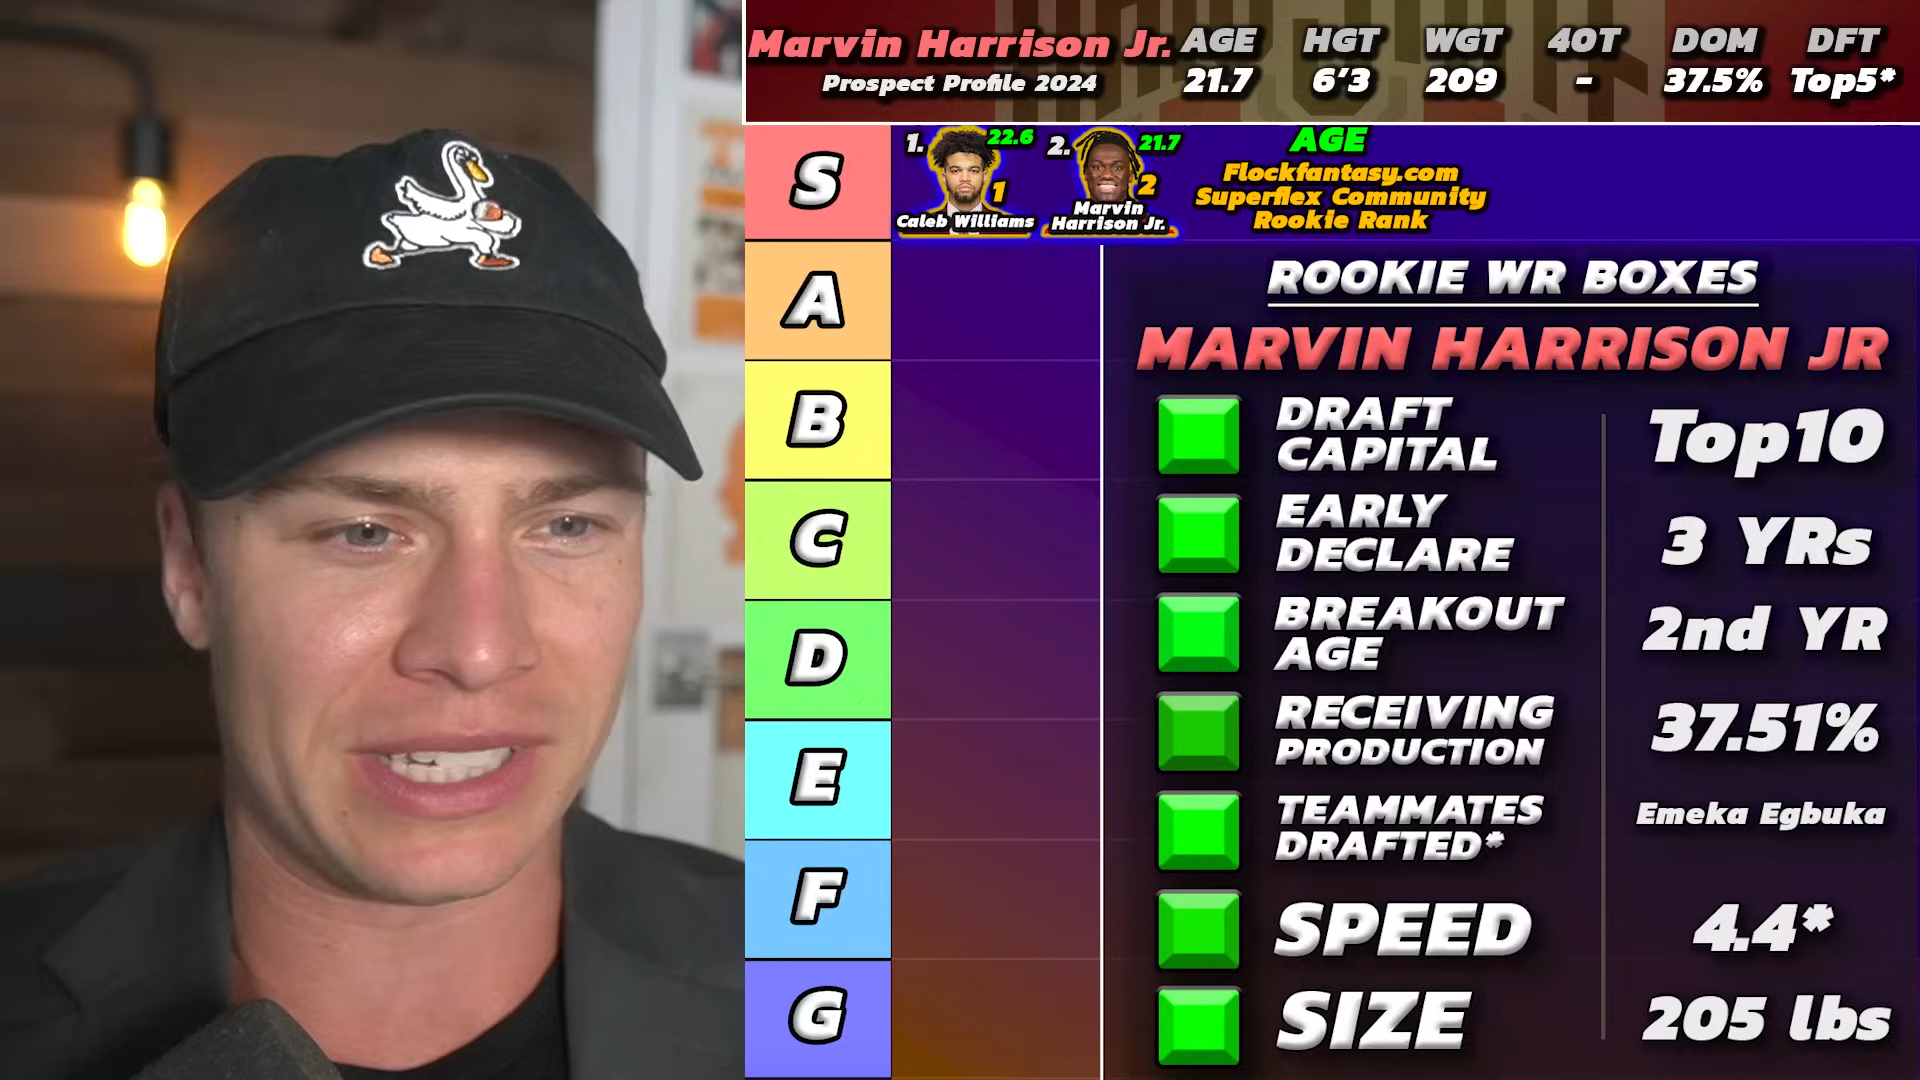 Marvin Harrison Jr.
Prospect Profile 2024
AGE HGT WGT 40T DOM DFT
21.7 6'3 209 - 37.5% Top5*
S
1. 22.6
1
Caleb Williams
2. 21.7
2
Marvin
Harrison Jr.
AGE
Flockfantasy.com
Superflex Community
Rookie Rank
A
B
C
D
E
F
G
ROOKIE WR BOXES
MARVIN HARRISON JR
DRAFT
CAPITAL
Top10
EARLY
DECLARE
3 YRs
BREAKOUT
AGE
2nd YR
RECEIVING
PRODUCTION
37.51%
TEAMMATES
DRAFTED*
Emeka Egbuka
SPEED
4.4*
SIZE
205 lbs